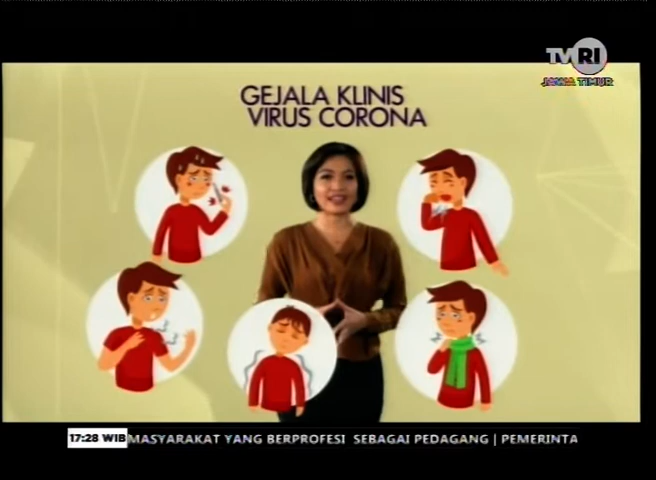 TVRI
JAWA TIMUR
GEJALA KLINIS
VIRUS CORONA
17:28 WIB MASYARAKAT YANG BERPROFESI SEBAGAI PEDAGANG | PEMERINTA